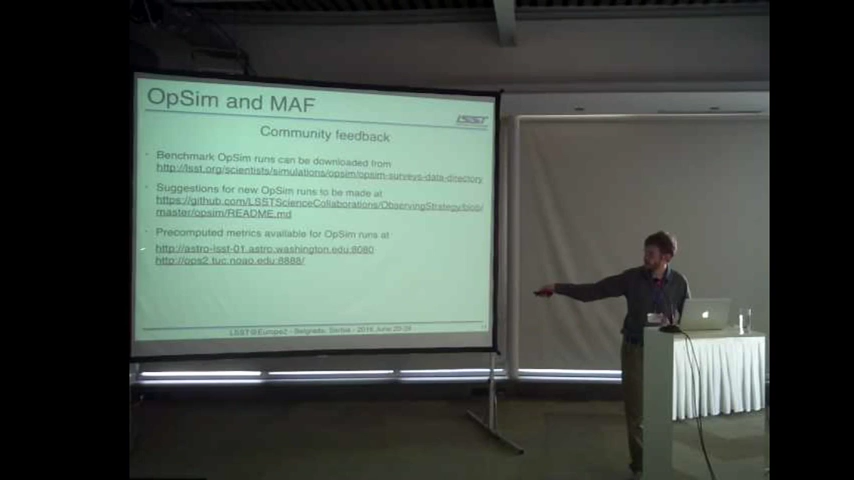 OpSim and MAF
LSST
Community feedback
Benchmark OpSim runs can be downloaded from
http://lsst.org/scientists/simulations/opsim/opsim-surveys-data-directory
Suggestions for new OpSim runs to be made at
https://github.com/LSSTScienceCollaborations/ObservingStrategy/blob/
master/opsim/README.md
Precomputed metrics available for OpSim runs at
http://astro-lsst-01.astro.washington.edu:8080
http://ops2.tuc.noao.edu:8888/
LSST@Europe2 - Belgrade, Serbia - 2016 June